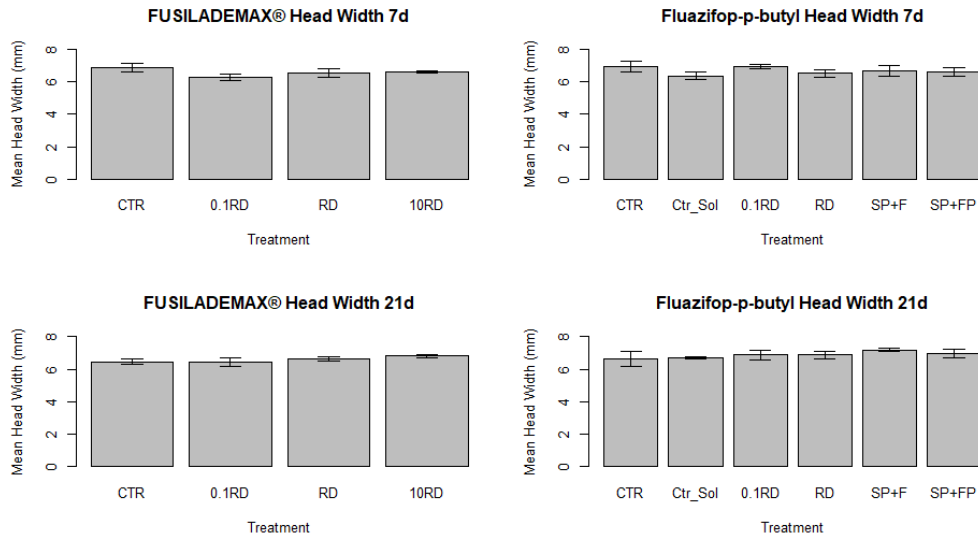 FUSILADEMAX® Head Width 7d
Mean Head Width (mm)
8
6
4
2
0
CTR 0.1RD RD 10RD
Treatment
Fluazifop-p-butyl Head Width 7d
Mean Head Width (mm)
8
6
4
2
0
CTR Ctr_Sol 0.1RD RD SP+F SP+FP
Treatment
FUSILADEMAX® Head Width 21d
Mean Head Width (mm)
8
6
4
2
0
CTR 0.1RD RD 10RD
Treatment
Fluazifop-p-butyl Head Width 21d
Mean Head Width (mm)
8
6
4
2
0
CTR Ctr_Sol 0.1RD RD SP+F SP+FP
Treatment